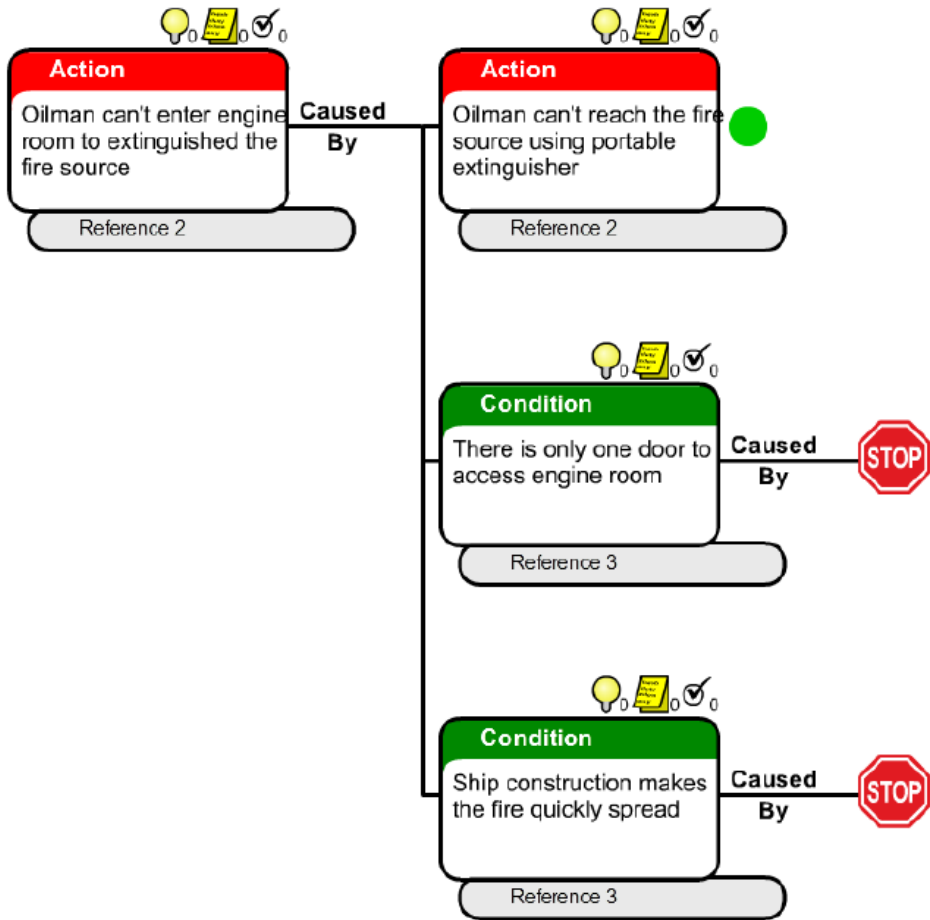 0 0 0
Action
Oilman can't enter engine
room to extinguished the
fire source
Reference 2
Caused
By
0 0 0
Action
Oilman can't reach the fire
source using portable
extinguisher
Reference 2
0 0 0
Condition
There is only one door to
access engine room
Reference 3
Caused
By
STOP
0 0 0
Condition
Ship construction makes
the fire quickly spread
Reference 3
Caused
By
STOP